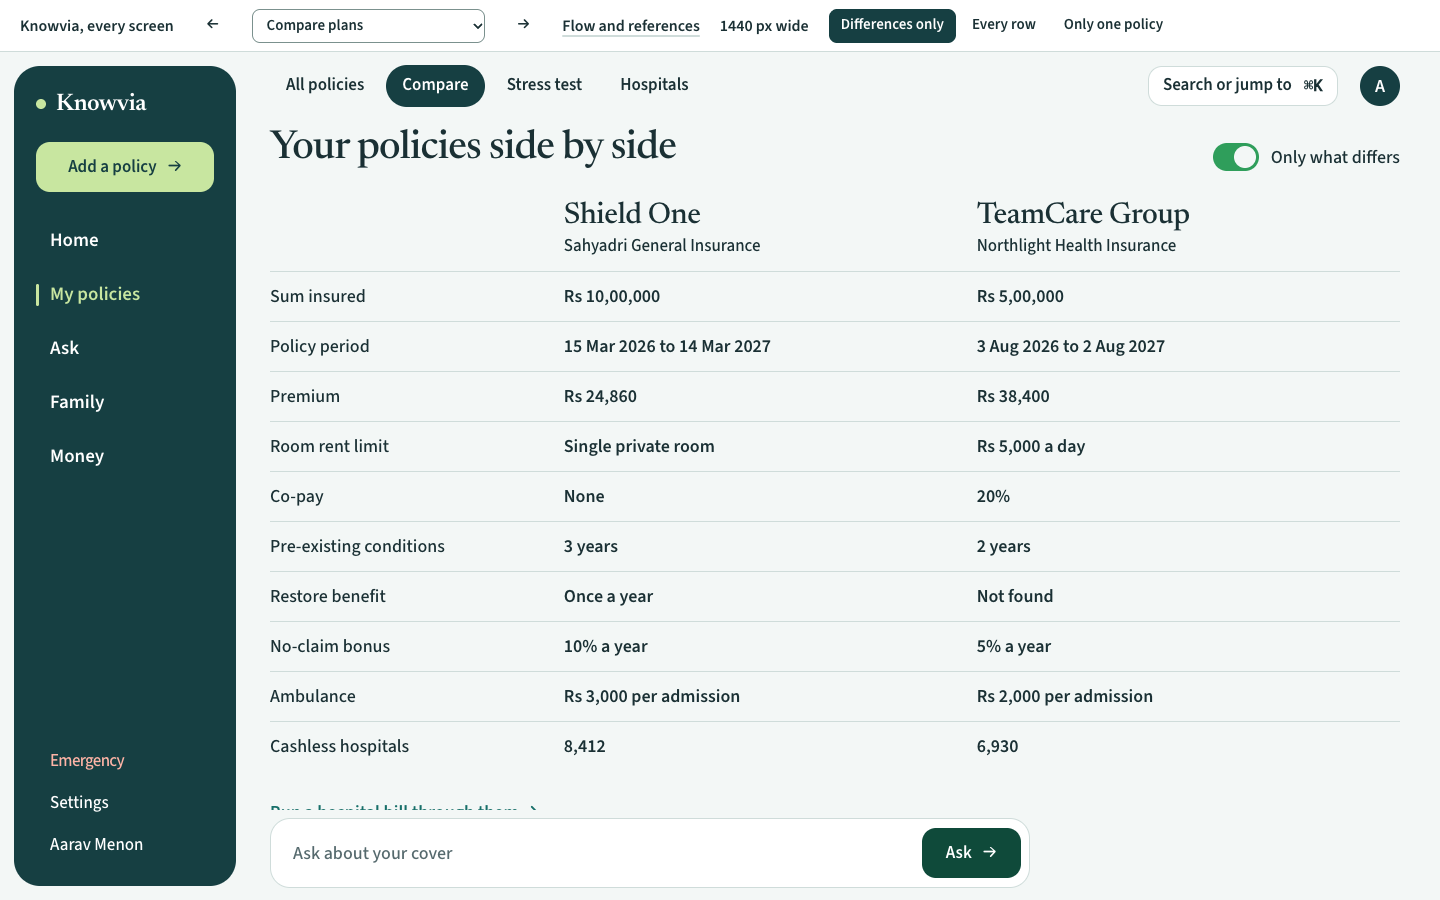 Knowvia, every screen ← Compare plans → Flow and references 1440 px wide Differences only Every row Only one policy
Knowvia
Add a policy →
Home
My policies
Ask
Family
Money
Emergency
Settings
Aarav Menon
All policies Compare Stress test Hospitals Search or jump to ⌘K A
Your policies side by side
Only what differs
Shield One TeamCare Group
Sahyadri General Insurance Northlight Health Insurance
Sum insured Rs 10,00,000 Rs 5,00,000
Policy period 15 Mar 2026 to 14 Mar 2027 3 Aug 2026 to 2 Aug 2027
Premium Rs 24,860 Rs 38,400
Room rent limit Single private room Rs 5,000 a day
Co-pay None 20%
Pre-existing conditions 3 years 2 years
Restore benefit Once a year Not found
No-claim bonus 10% a year 5% a year
Ambulance Rs 3,000 per admission Rs 2,000 per admission
Cashless hospitals 8,412 6,930
Run a hospital bill through them →
Ask about your cover Ask →